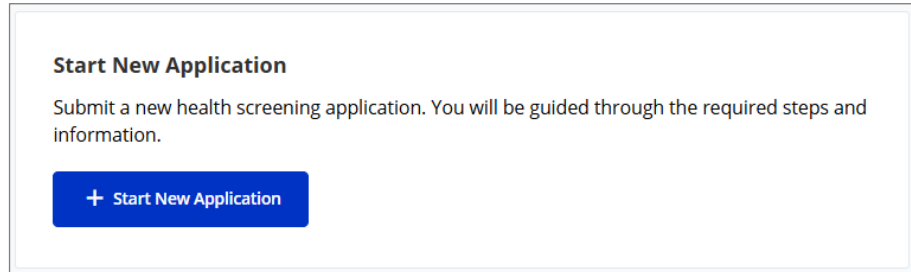 Start New Application
Submit a new health screening application. You will be guided through the required steps and
information.
+ Start New Application